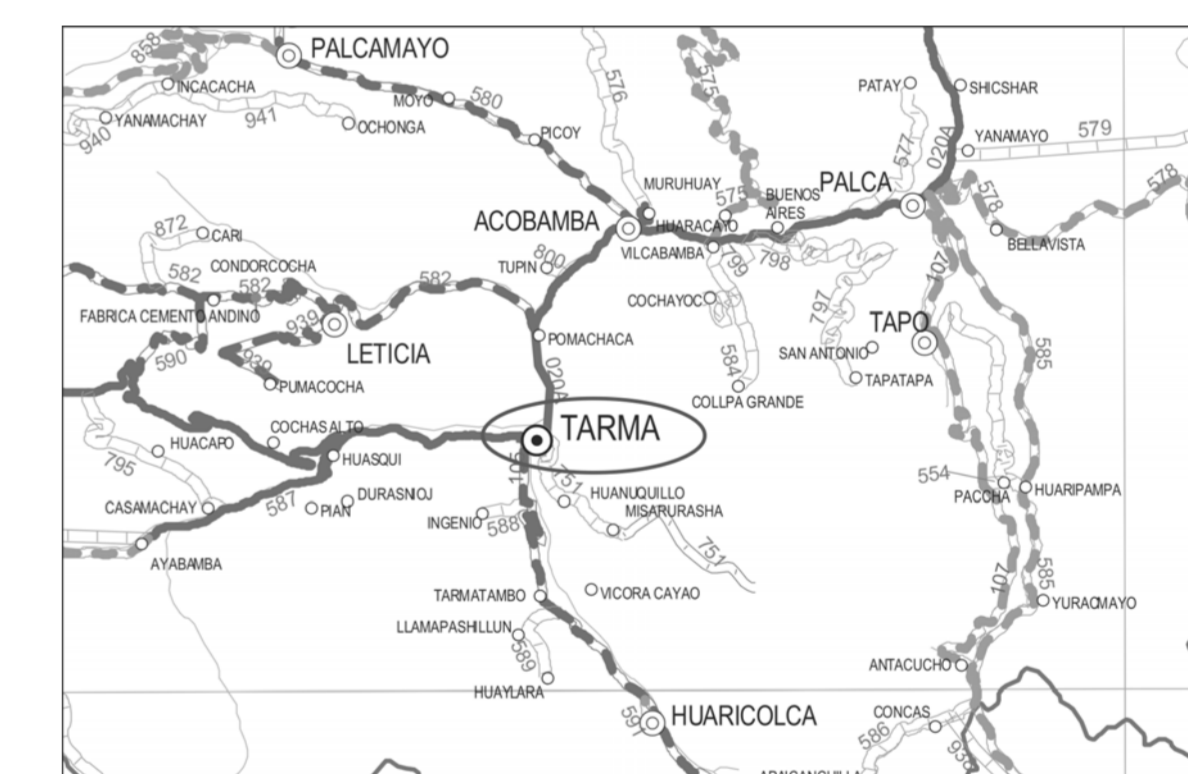 PALCAMAYO
858
INCACACHA
YANAMACHAY
940
941
OCHONGA
MOYO
580
PICOY
576
575
PATAY
SHICSHAR
577
020A
YANAMAYO
579
MURUHUAY
575
BUENOS
AIRES
PALCA
578
578
ACOBAMBA
HUARACAYO
VILCABAMBA
BELLAVISTA
872
CARI
CONDORCOCHA
582
582
582
TUPIN
800
799
798
107
FABRICA CEMENTO ANDINO
939
COCHAYOC
797
TAPO
590
LETICIA
939
POMACHACA
SAN ANTONIO
585
PUMACOCHA
020A
584
TAPATAPA
COLLPA GRANDE
HUACAPO
COCHAS ALTO
TARMA
795
HUASQUI
105
751
554
PACCHA
HUARIPAMPA
CASAMACHAY
587
PIAN
DURASNIOJ
HUANUQUILLO
INGENIO
588
MISARURASHA
AYABAMBA
751
TARMATAMBO
VICORA CAYAO
107
585
YURACMAYO
LLAMAPASHILLUN
589
ANTACUCHO
HUAYLARA
591
HUARICOLCA
CONCAS
586